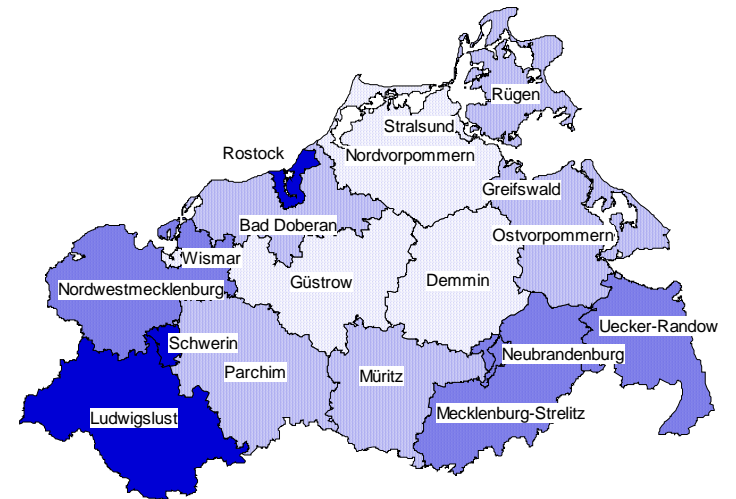 Rügen
Stralsund
Rostock
Nordvorpommern
Greifswald
Bad Doberan
Ostvorpommern
Wismar
Güstrow
Demmin
Nordwestmecklenburg
Uecker-Randow
Schwerin
Neubrandenburg
Parchim
Müritz
Ludwigslust
Mecklenburg-Strelitz